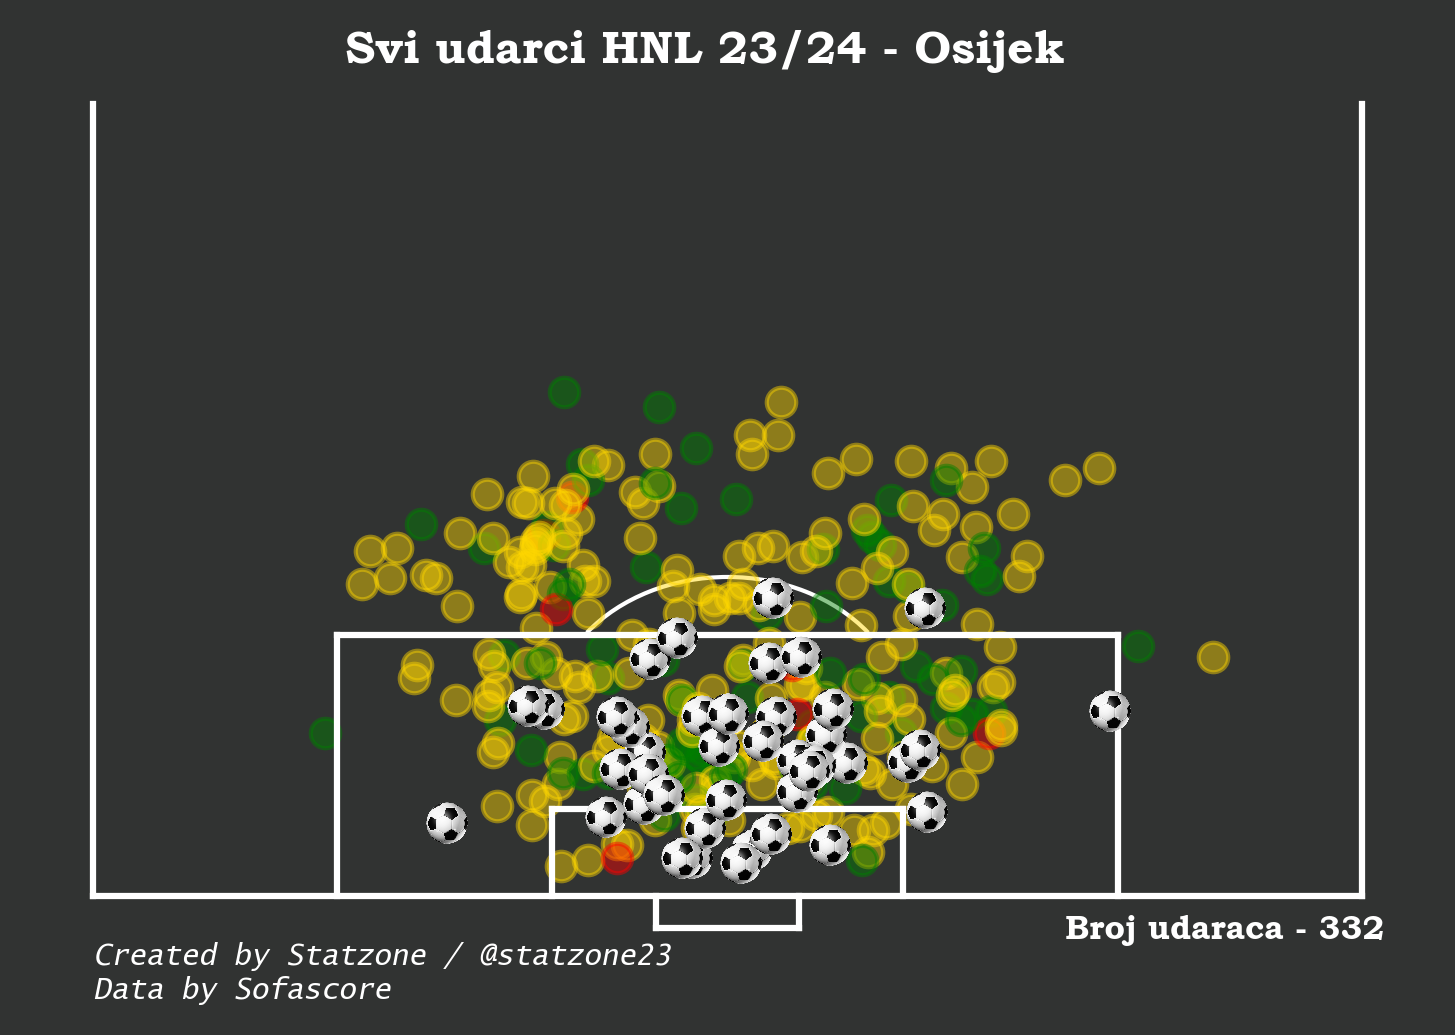 Svi udarci HNL 23/24 - Osijek
Broj udaraca - 332
Created by Statzone / @statzone23
Data by Sofascore